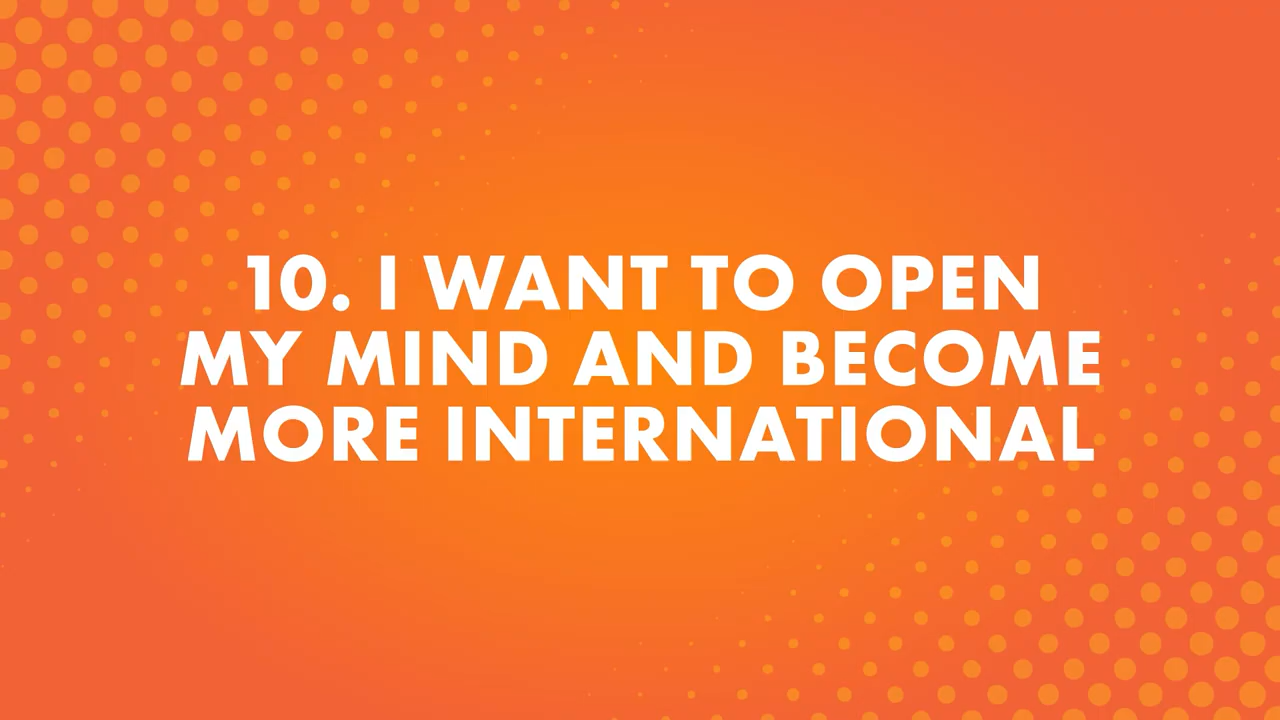 10. I WANT TO OPEN
MY MIND AND BECOME
MORE INTERNATIONAL